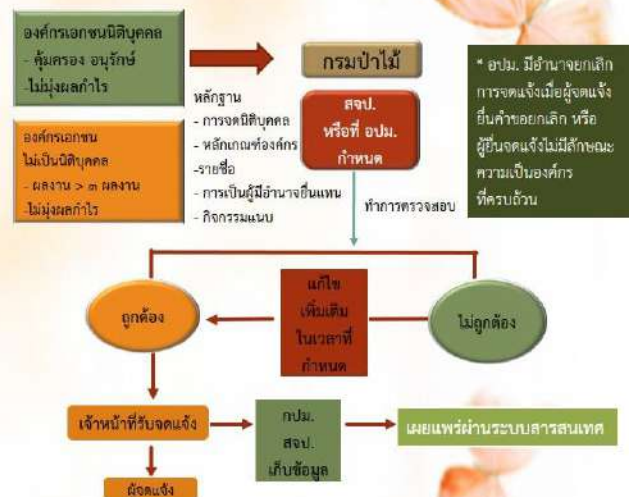 องค์กรเอกชนนิติบุคคล
- คุ้มครอง อนุรักษ์
-ไม่มุ่งผลกำไร
องค์กรเอกชน
ไม่เป็นนิติบุคคล
- ผลงาน > ๓ ผลงาน
-ไม่มุ่งผลกำไร
หลักฐาน
- การจดนิติบุคคล
- หลักเกณฑ์องค์กร
-รายชื่อ
- การเป็นผู้มีอำนาจยื่นแทน
- กิจกรรมแนบ
กรมป่าไม้
สจป.
หรือที่ อปม.
กำหนด
ทำการตรวจสอบ
* อปม. มีอำนาจยกเลิก
การจดแจ้งเมื่อผู้จดแจ้ง
ยื่นคำขอยกเลิก หรือ
ผู้ยื่นจดแจ้งไม่มีลักษณะ
ความเป็นองค์กร
ที่ครบถ้วน
ถูกต้อง
แก้ไข
เพิ่มเติม
ในเวลาที่
กำหนด
ไม่ถูกต้อง
เจ้าหน้าที่รับจดแจ้ง
กปม.
สจป.
เก็บข้อมูล
เผยแพร่ผ่านระบบสารสนเทศ
ผู้จดแจ้ง